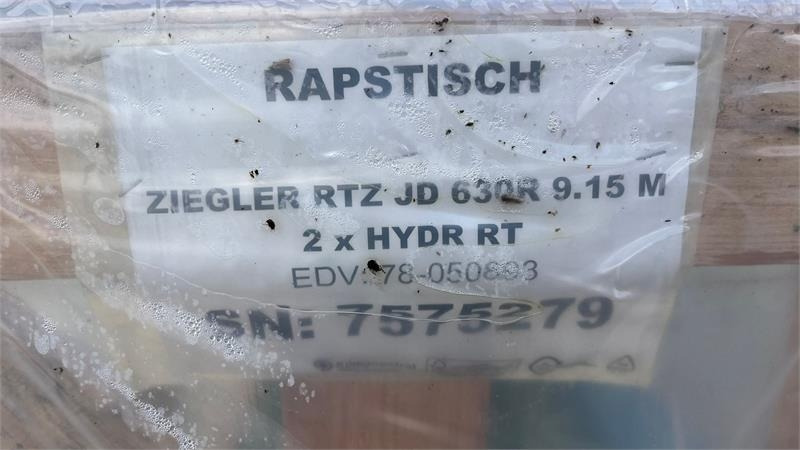 RAPSTISCH
ZIEGLER RTZ JD 630R 9.15 M
2 x HYDR RT
EDV: 78-050893
SN: 7575279